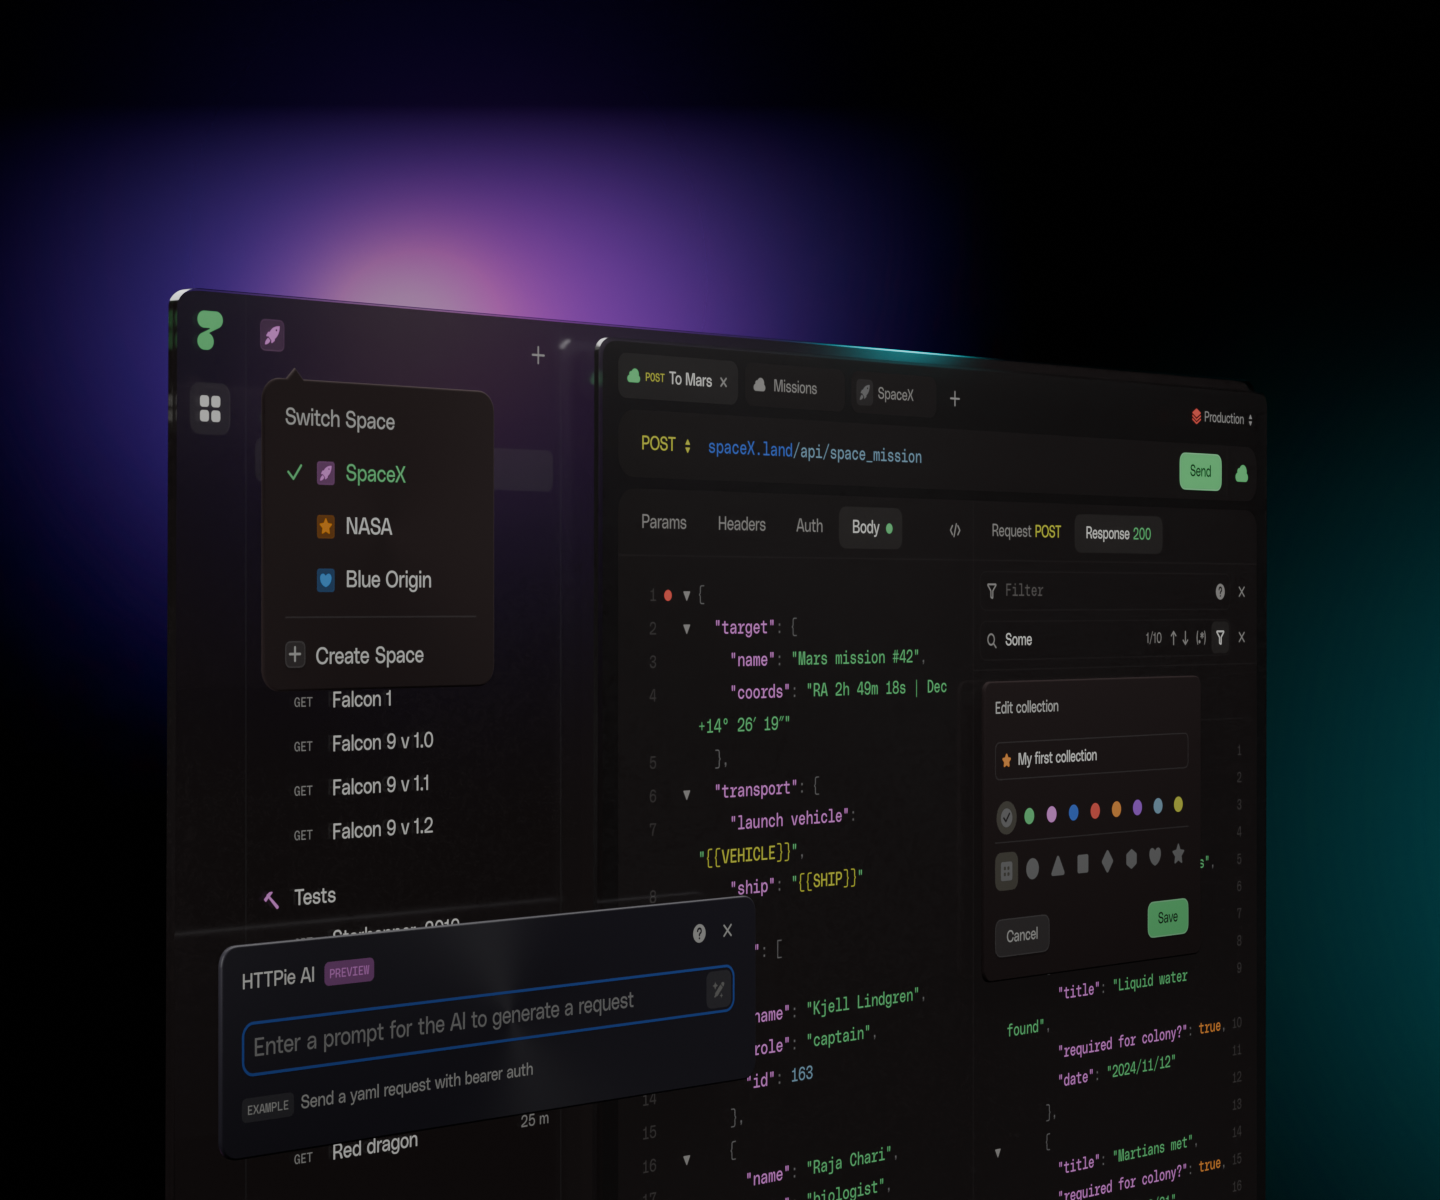 Switch Space
SpaceX
NASA
Blue Origin
Create Space
GET Falcon 1
GET Falcon 9 v 1.0
GET Falcon 9 v 1.1
GET Falcon 9 v 1.2
Tests
25 m
GET Red dragon
HTTPie AI PREVIEW
Enter a prompt for the AI to generate a request
EXAMPLE Send a yaml request with bearer auth
POST To Mars
Missions
SpaceX
Production
POST spaceX.land/api/space_mission
Send
Params Headers Auth Body
1 {
2 "target": {
3 "name": "Mars mission #42",
4 "coords": "RA 2h 49m 18s | Dec
+14° 26′ 19″"
5 },
6 "transport": {
7 "launch vehicle":
"{{VEHICLE}}",
8 "ship": "{{SHIP}}"
": [
name": "Kjell Lindgren",
role": "captain",
"id": 163
14
15 },
16 {
"name": "Raja Chari",
17 "biologist",
Request POST Response 200
Filter
Some 1/10 (.*)
Edit collection
My first collection
Cancel Save
1
2
3
4
s", 5
6
7
8
9
"title": "Liquid water
found",
"required for colony?": true, 10
11
"date": "2024/11/12"
12
}, 13
{ 14
"title": "Martians met", 15
"required for colony?": true,
16